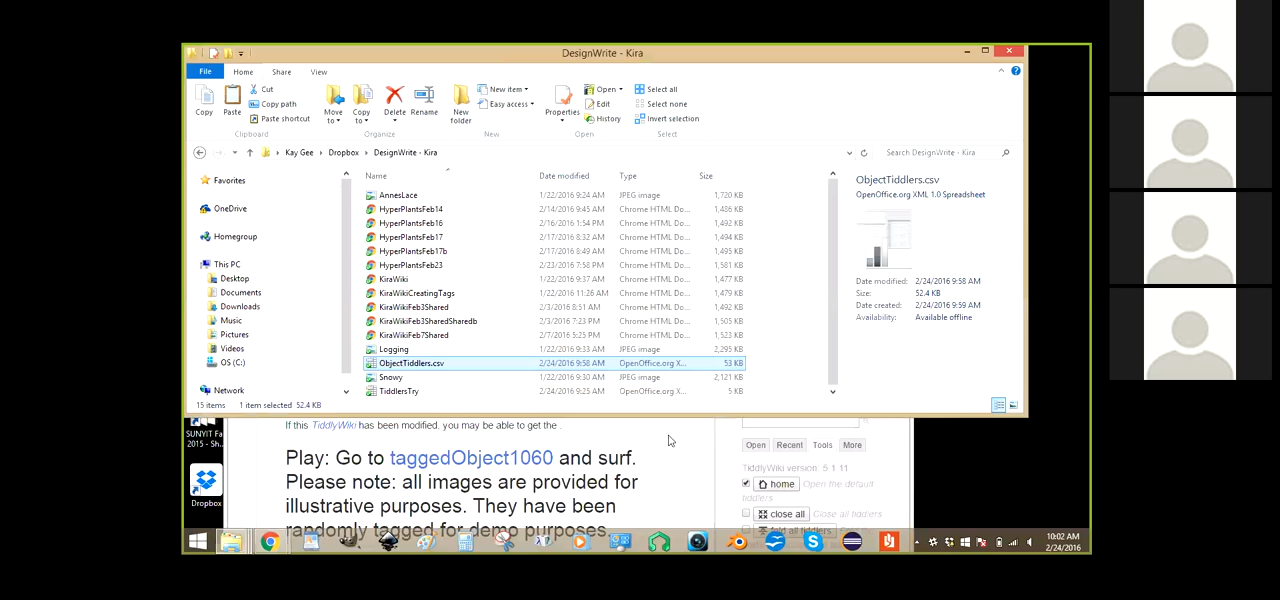 DesignWrite - Kira
File Home Share View
Copy Paste Cut Copy path Paste shortcut
Move to Copy to Delete Rename New folder New item Easy access
Properties Open Edit History Select all Select none Invert selection
Clipboard Organize New Open Select
Kay Gee Dropbox DesignWrite - Kira Search DesignWrite - Kira
Favorites
OneDrive
Homegroup
This PC
Desktop
Documents
Downloads
Music
Pictures
Videos
OS (C:)
Network
Name Date modified Type Size
AnnesLace 1/22/2016 9:24 AM JPEG image 1,720 KB
HyperPlantsFeb14 2/14/2016 9:45 AM Chrome HTML Do... 1,486 KB
HyperPlantsFeb16 2/16/2016 1:54 PM Chrome HTML Do... 1,492 KB
HyperPlantsFeb17 2/17/2016 8:32 AM Chrome HTML Do... 1,494 KB
HyperPlantsFeb17b 2/17/2016 8:49 AM Chrome HTML Do... 1,495 KB
HyperPlantsFeb23 2/23/2016 7:58 PM Chrome HTML Do... 1,581 KB
KiraWiki 1/22/2016 9:37 AM Chrome HTML Do... 1,477 KB
KiraWikiCreatingTags 1/22/2016 11:26 AM Chrome HTML Do... 1,479 KB
KiraWikiFeb3Shared 2/3/2016 8:51 AM Chrome HTML Do... 1,492 KB
KiraWikiFeb3SharedSharedb 2/3/2016 7:23 PM Chrome HTML Do... 1,505 KB
KiraWikiFeb7Shared 2/7/2016 5:25 PM Chrome HTML Do... 1,523 KB
Logging 1/22/2016 9:33 AM JPEG image 2,295 KB
ObjectTiddlers.csv 2/24/2016 9:58 AM OpenOffice.org X... 53 KB
Snowy 1/22/2016 9:30 AM JPEG image 2,121 KB
TiddlersTry 2/24/2016 9:25 AM OpenOffice.org X... 5 KB
ObjectTiddlers.csv
OpenOffice.org XML 1.0 Spreadsheet
Date modified: 2/24/2016 9:58 AM
Size: 52.4 KB
Date created: 2/24/2016 9:59 AM
Availability: Available offline
15 items 1 item selected 52.4 KB
SUNYIT Fa
2015 - Sh...
Dropbox
If this TiddlyWiki has been modified, you may be able to get the .
Play: Go to taggedObject1060 and surf.
Please note: all images are provided for
illustrative purposes. They have been
randomly tagged for demo purposes.
Open Recent Tools More
TiddlyWiki version: 5.1.11
home Open the default
tiddlers
close all Close all tiddlers
fold all tiddlers
10:02 AM
2/24/2016